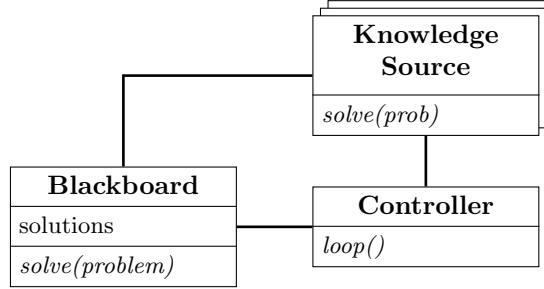 Knowledge
Source
solve(prob)
Blackboard
solutions
solve(problem)
Controller
loop()